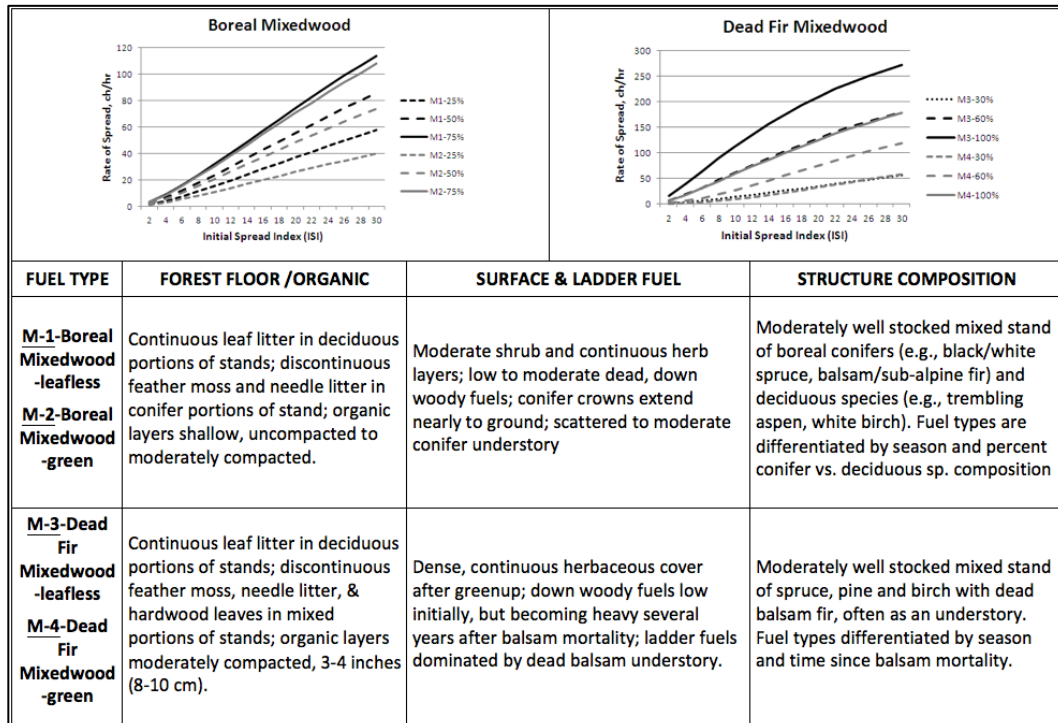 Boreal Mixedwood
120
100
80
60
40
20
0
Rate of Spread, ch/hr
2 4 6 8 10 12 14 16 18 20 22 24 26 28 30
Initial Spread Index (ISI)
M1-25%
M1-50%
M1-75%
M2-25%
M2-50%
M2-75%
Dead Fir Mixedwood
300
250
200
150
100
50
0
Rate of Spread, ch/hr
2 4 6 8 10 12 14 16 18 20 22 24 26 28 30
Initial Spread Index (ISI)
M3-30%
M3-60%
M3-100%
M4-30%
M4-60%
M4-100%
FUEL TYPE
FOREST FLOOR /ORGANIC
SURFACE & LADDER FUEL
STRUCTURE COMPOSITION
M-1-Boreal
Mixedwood
-leafless
M-2-Boreal
Mixedwood
-green
Continuous leaf litter in deciduous
portions of stands; discontinuous
feather moss and needle litter in
conifer portions of stand; organic
layers shallow, uncompacted to
moderately compacted.
Moderate shrub and continuous herb
layers; low to moderate dead, down
woody fuels; conifer crowns extend
nearly to ground; scattered to moderate
conifer understory
Moderately well stocked mixed stand
of boreal conifers (e.g., black/white
spruce, balsam/sub-alpine fir) and
deciduous species (e.g., trembling
aspen, white birch). Fuel types are
differentiated by season and percent
conifer vs. deciduous sp. composition
M-3-Dead
Fir
Mixedwood
-leafless
M-4-Dead
Fir
Mixedwood
-green
Continuous leaf litter in deciduous
portions of stands; discontinuous
feather moss, needle litter, &
hardwood leaves in mixed
portions of stands; organic layers
moderately compacted, 3-4 inches
(8-10 cm).
Dense, continuous herbaceous cover
after greenup; down woody fuels low
initially, but becoming heavy several
years after balsam mortality; ladder fuels
dominated by dead balsam understory.
Moderately well stocked mixed stand
of spruce, pine and birch with dead
balsam fir, often as an understory.
Fuel types differentiated by season
and time since balsam mortality.